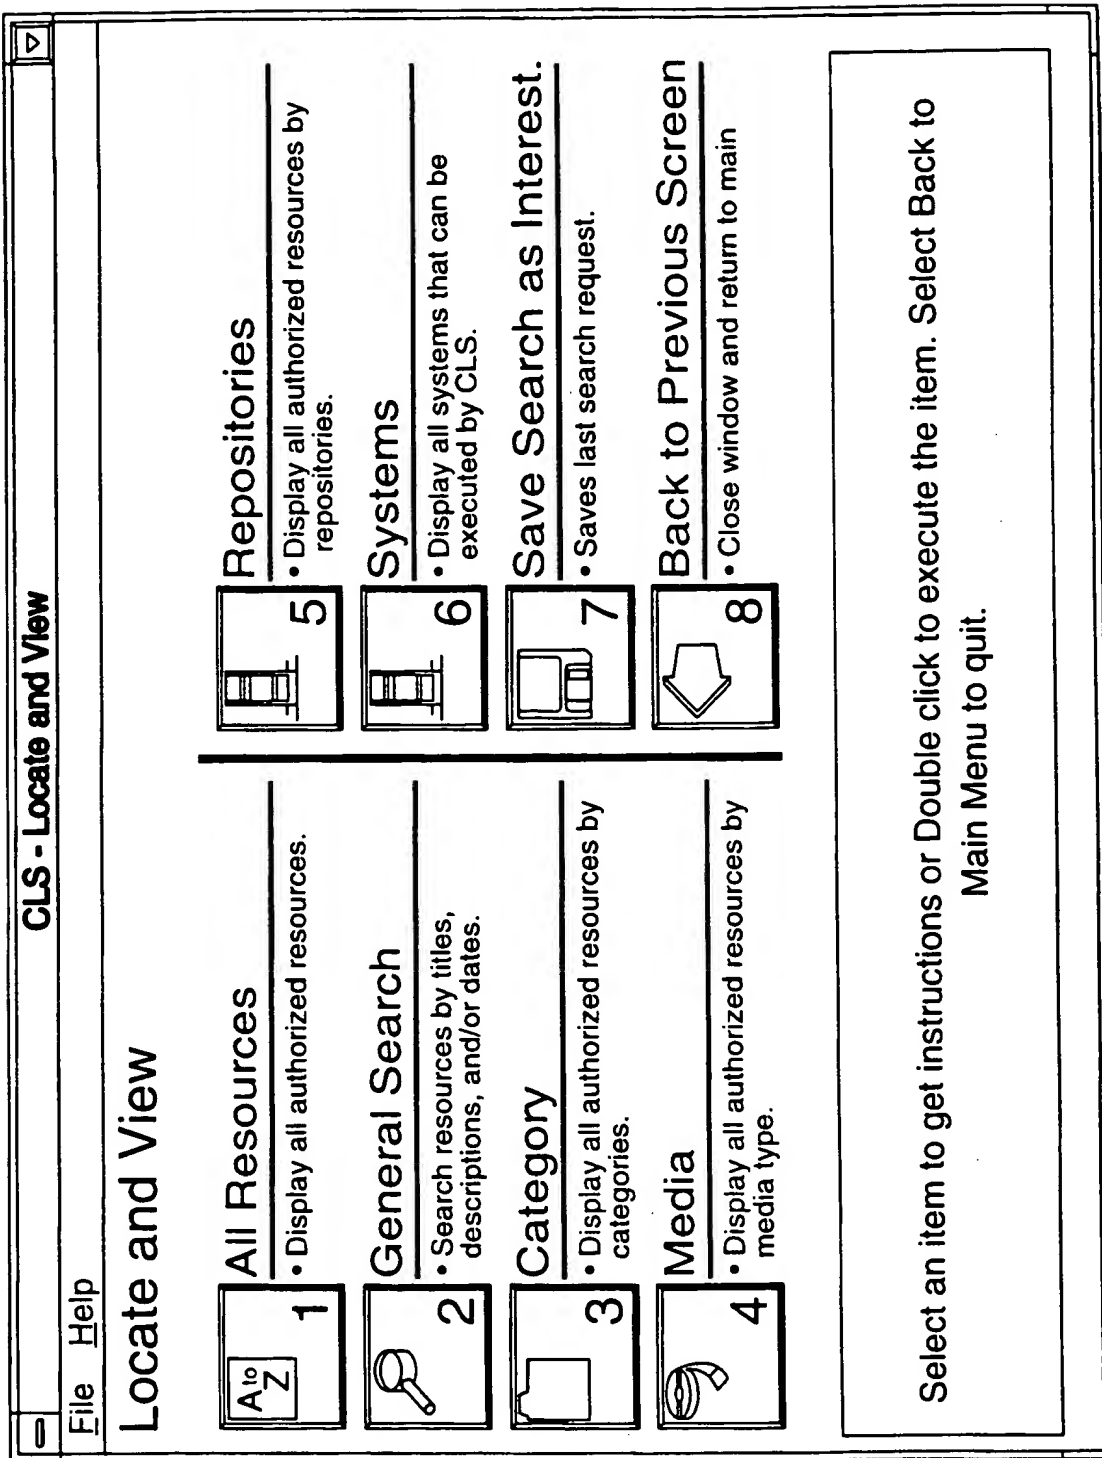 CLS - Locate and View
File Help
Locate and View
A to
Z
1
All Resources
• Display all authorized resources.
2
General Search
• Search resources by titles,
descriptions, and/or dates.
3
Category
• Display all authorized resources by
categories.
4
Media
• Display all authorized resources by
media type.
5
Repositories
• Display all authorized resources by
repositories.
6
Systems
• Display all systems that can be
executed by CLS.
7
Save Search as Interest.
• Saves last search request.
8
Back to Previous Screen
• Close window and return to main
Select an item to get instructions or Double click to execute the item. Select Back to
Main Menu to quit.